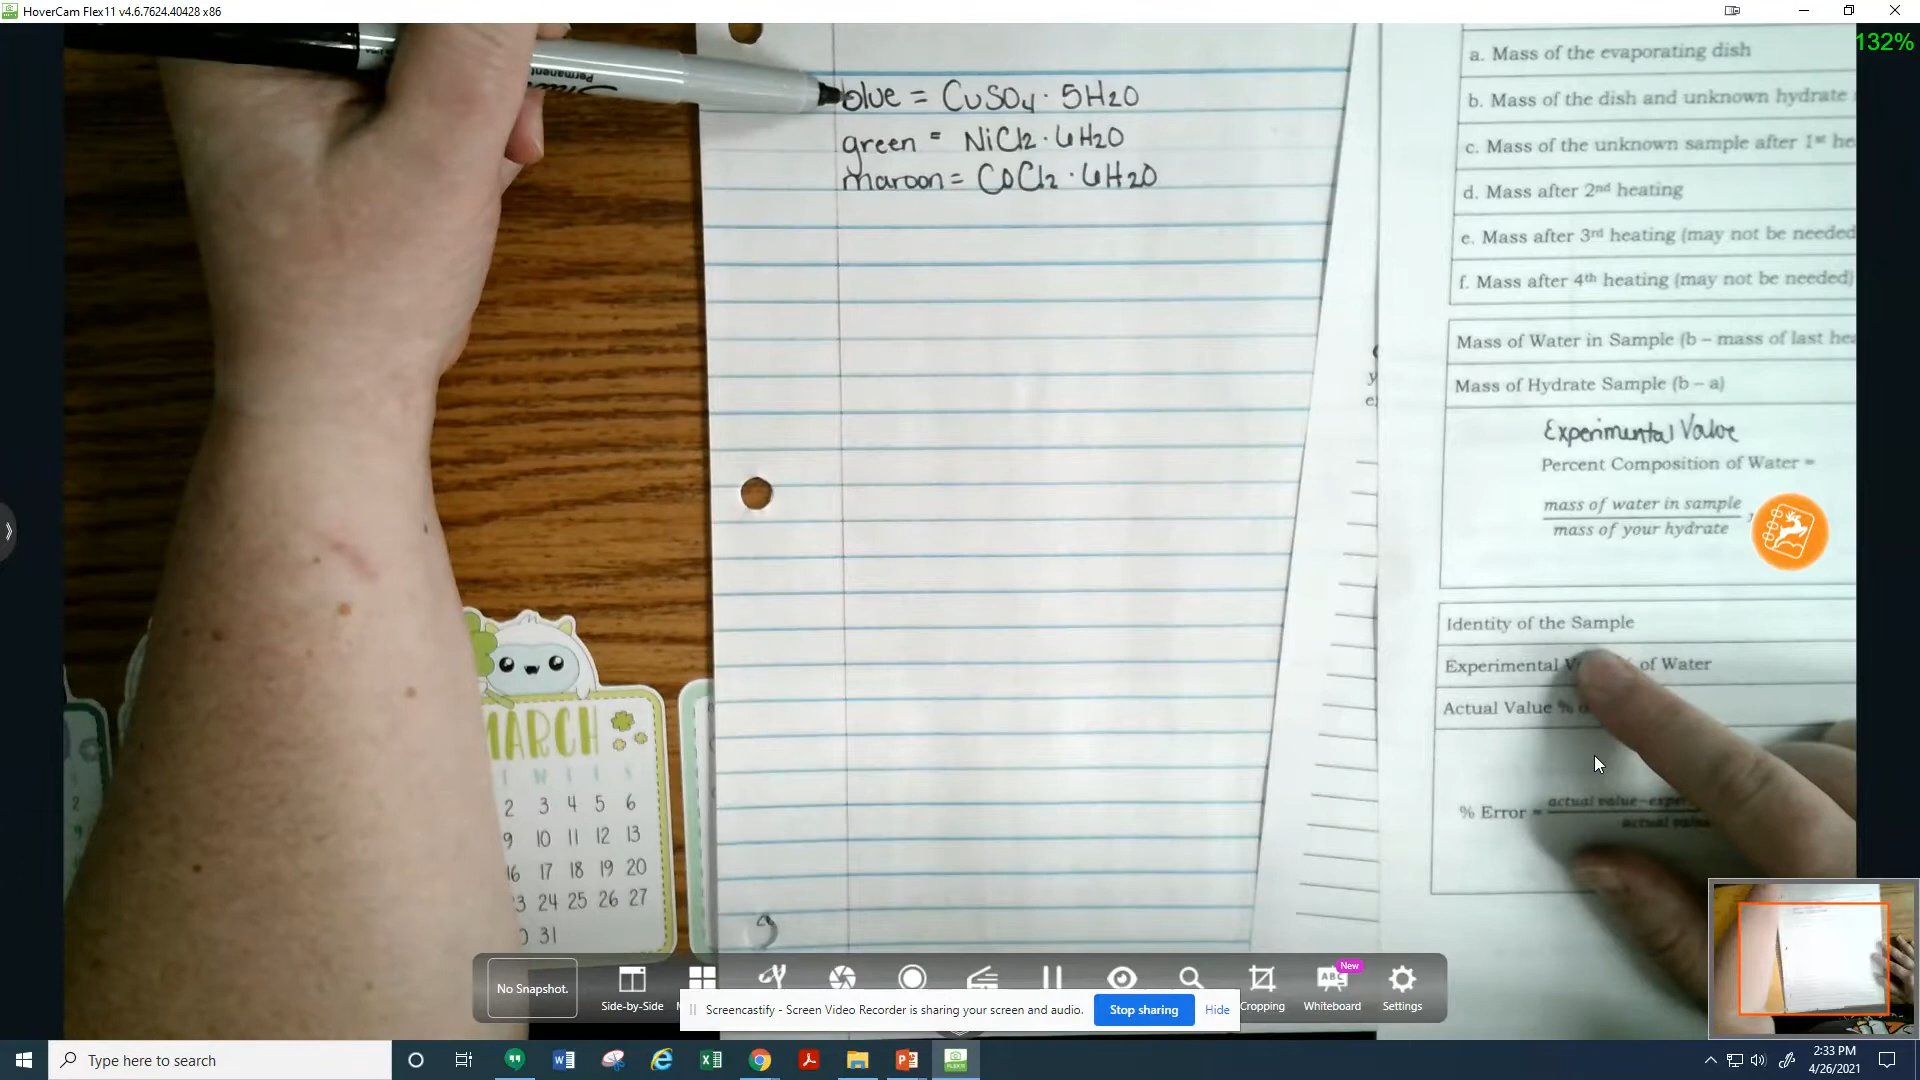 HoverCam Flex11 v4.6.7624.40428 x86
132%
Permanent
blue = CuSO4 · 5H2O
green = NiCl2 · 6H2O
maroon = COCl2 · 6H2O
a. Mass of the evaporating dish
b. Mass of the dish and unknown hydrate
c. Mass of the unknown sample after 1st he
d. Mass after 2nd heating
e. Mass after 3rd heating (may not be needed
f. Mass after 4th heating (may not be needed)
Mass of Water in Sample (b – mass of last hea
Mass of Hydrate Sample (b – a)
Experimental Value
Percent Composition of Water =
mass of water in sample
mass of your hydrate
Identity of the Sample
Experimental of Water
Actual Value %
% Error =
actual value
MARCH
2 3 4 5 6
9 10 11 12 13
16 17 18 19 20
24 25 26 27
31
No Snapshot.
Side-by-Side
Cropping
New
ABC
Whiteboard
Settings
Screencastify - Screen Video Recorder is sharing your screen and audio.
Stop sharing
Hide
Type here to search
2:33 PM
4/26/2021